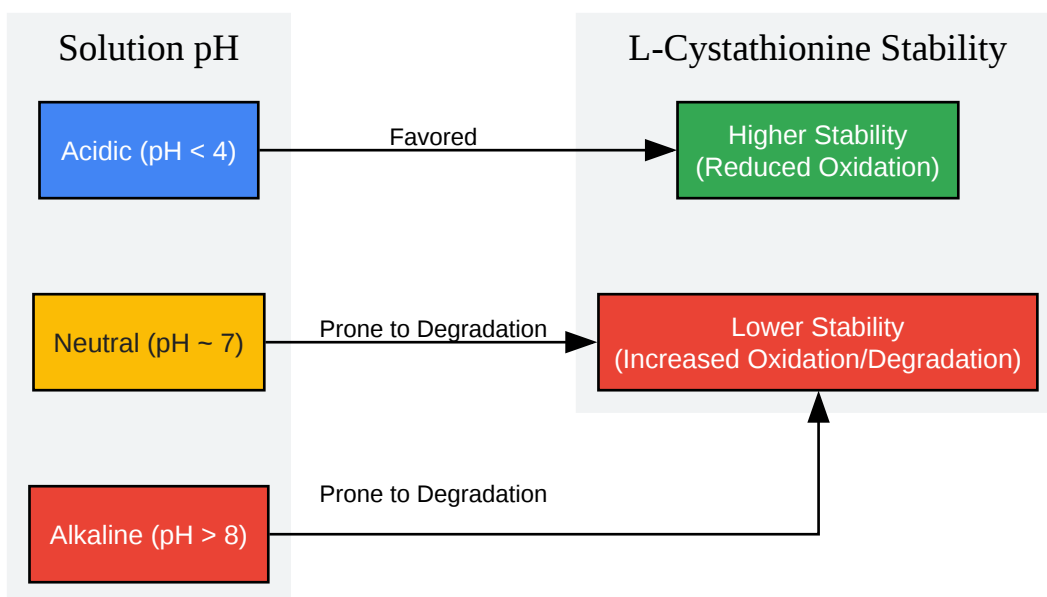 Solution pH
L-Cystathionine Stability
Acidic (pH < 4)
Favored
Higher Stability
(Reduced Oxidation)
Neutral (pH ~ 7)
Prone to Degradation
Lower Stability
(Increased Oxidation/Degradation)
Alkaline (pH > 8)
Prone to Degradation